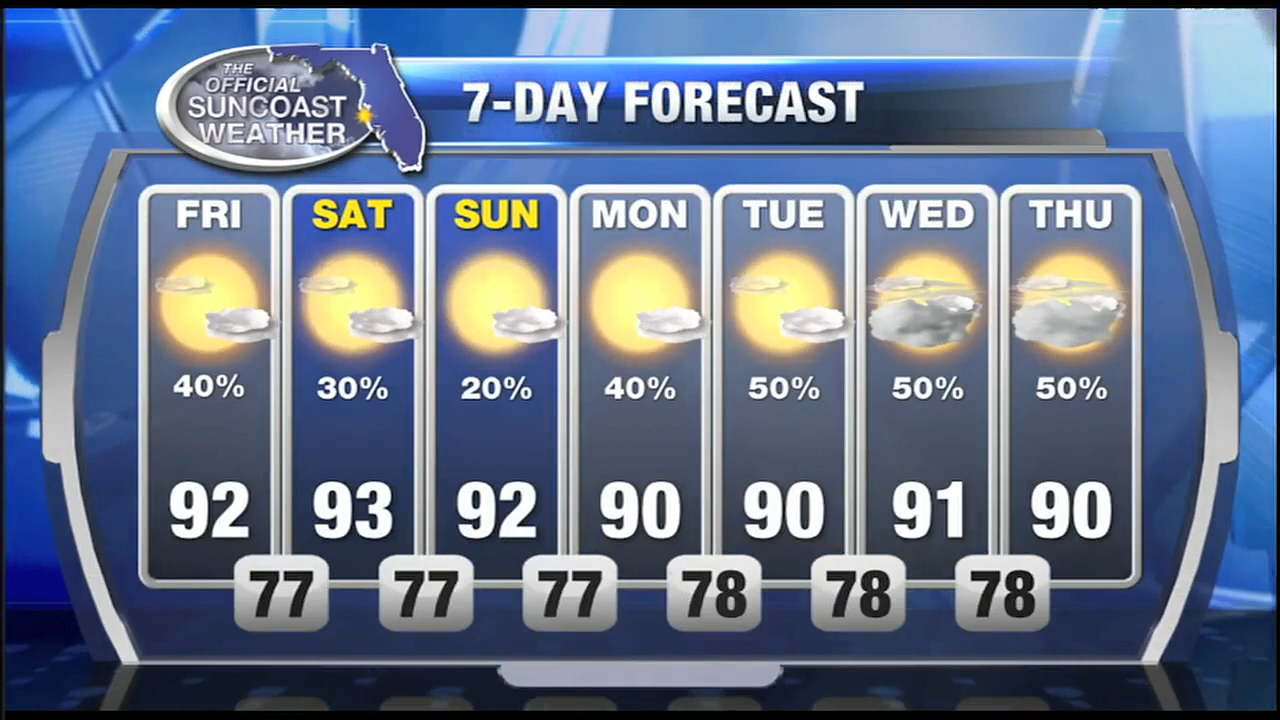 THE
OFFICIAL
SUNCOAST
WEATHER
7-DAY FORECAST
FRI SAT SUN MON TUE WED THU
40% 30% 20% 40% 50% 50% 50%
92 93 92 90 90 91 90
77 77 77 78 78 78